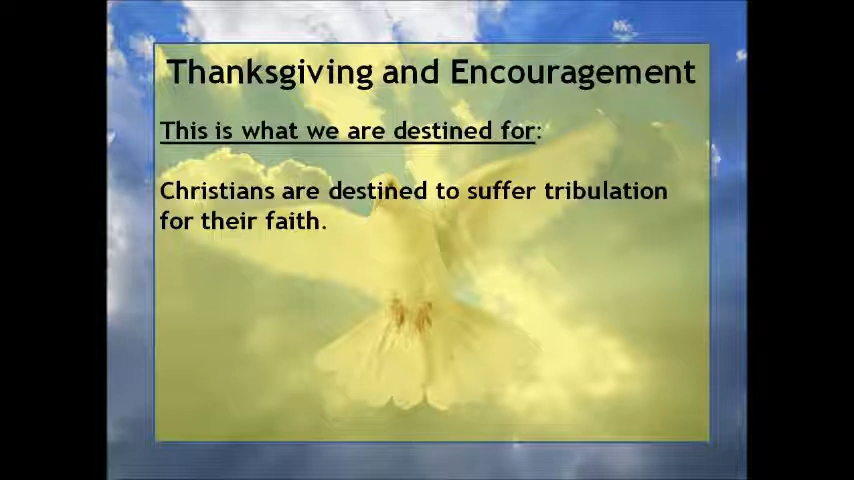 Thanksgiving and Encouragement
This is what we are destined for:
Christians are destined to suffer tribulation
for their faith.